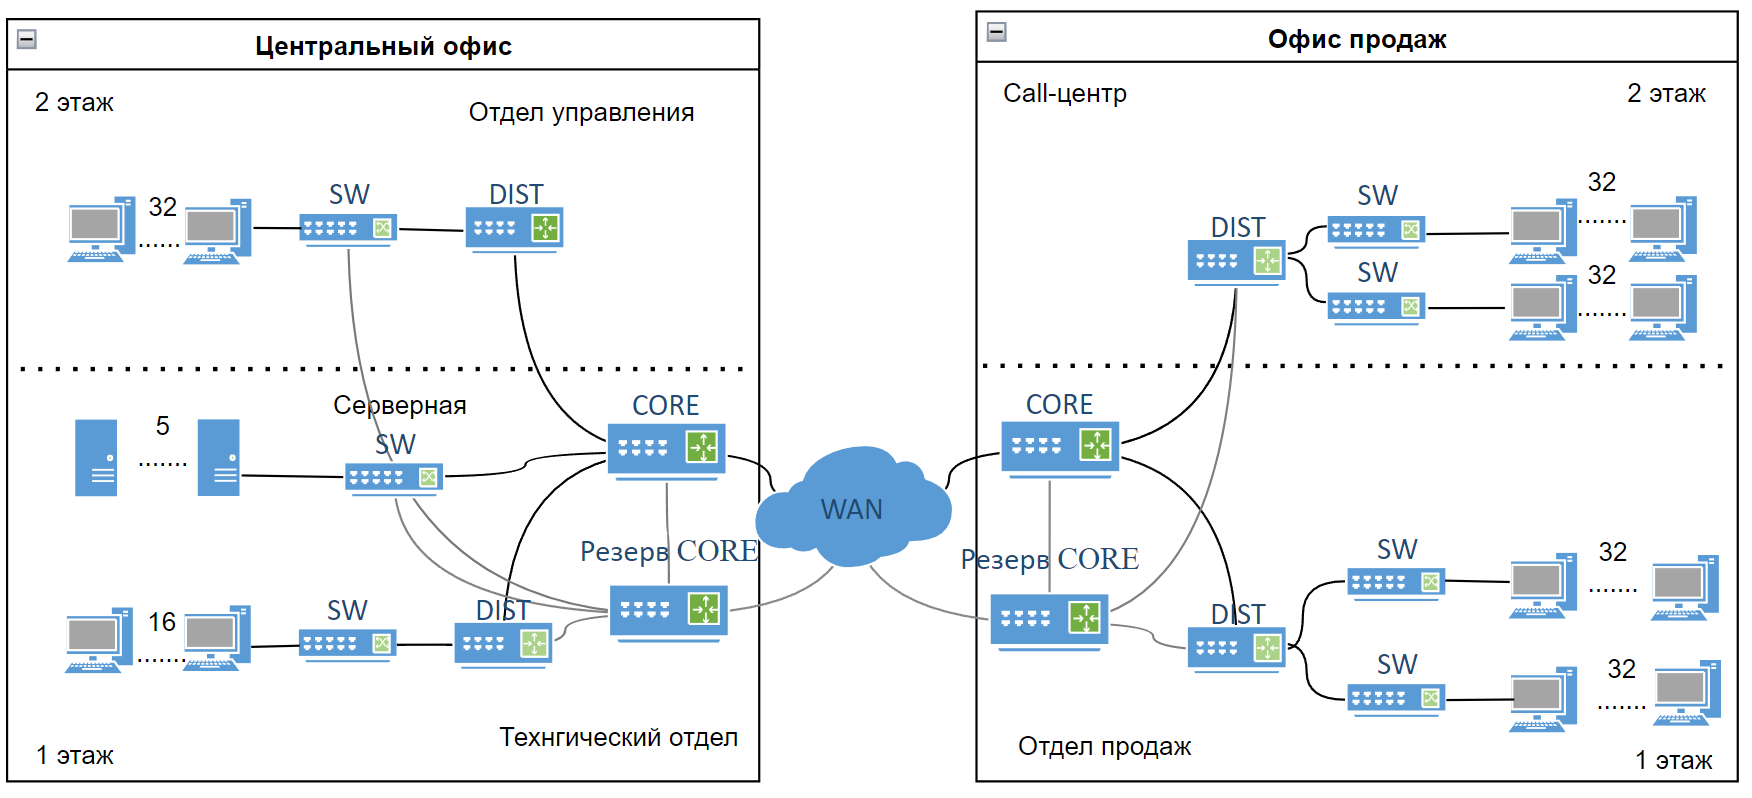 Центральный офис
2 этаж
Отдел управления
32
......
SW
DIST
Серверная
5
.......
SW
CORE
Резерв CORE
16
.......
SW
DIST
Технгический отдел
1 этаж
WAN
Офис продаж
Call-центр
2 этаж
DIST
SW
32
.......
SW
32
.......
CORE
Резерв CORE
DIST
SW
32
.......
SW
32
.......
Отдел продаж
1 этаж